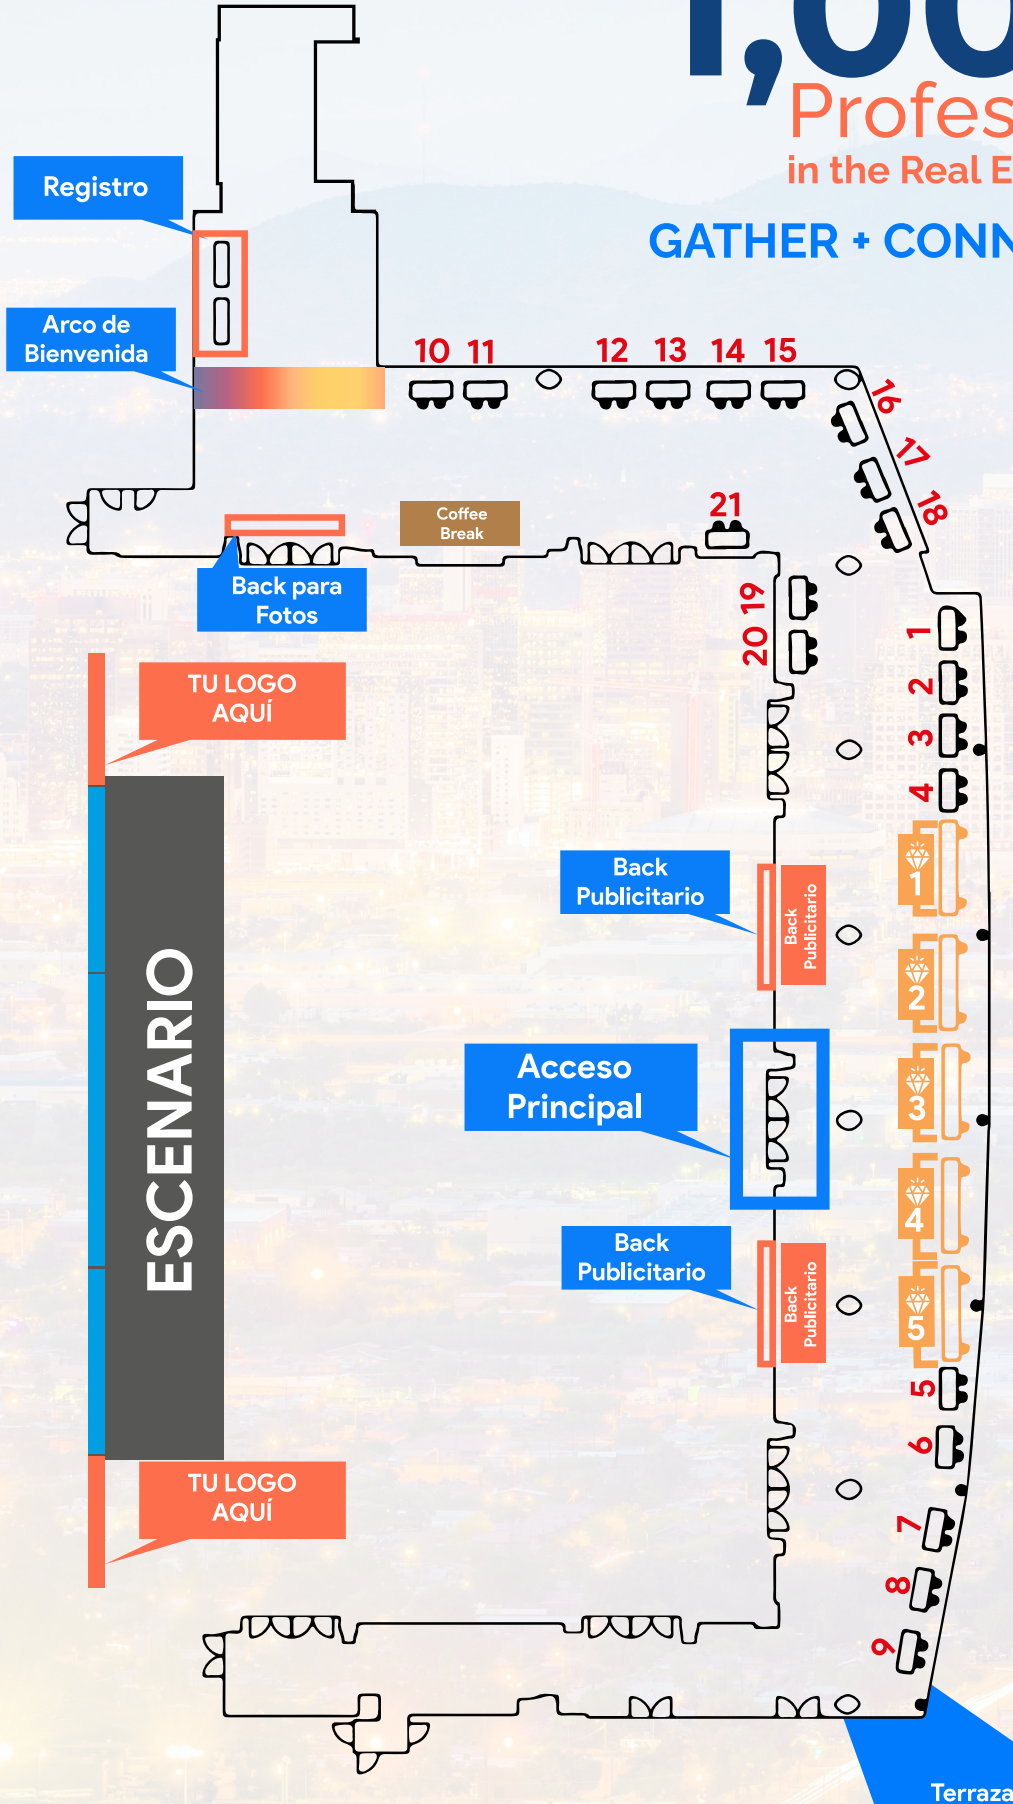 1,00
Profes
in the Real E
GATHER + CONN
Registro
Arco de
Bienvenida
10
11
12
13
14
15
16
17
18
21
Coffee
Break
Back para
Fotos
19
20
1
2
3
4
TU LOGO
AQUÍ
ESCENARIO
Back
Publicitario
Back
Publicitario
1
2
3
4
5
Acceso
Principal
Back
Publicitario
Back
Publicitario
5
6
7
8
9
TU LOGO
AQUÍ
Terraza